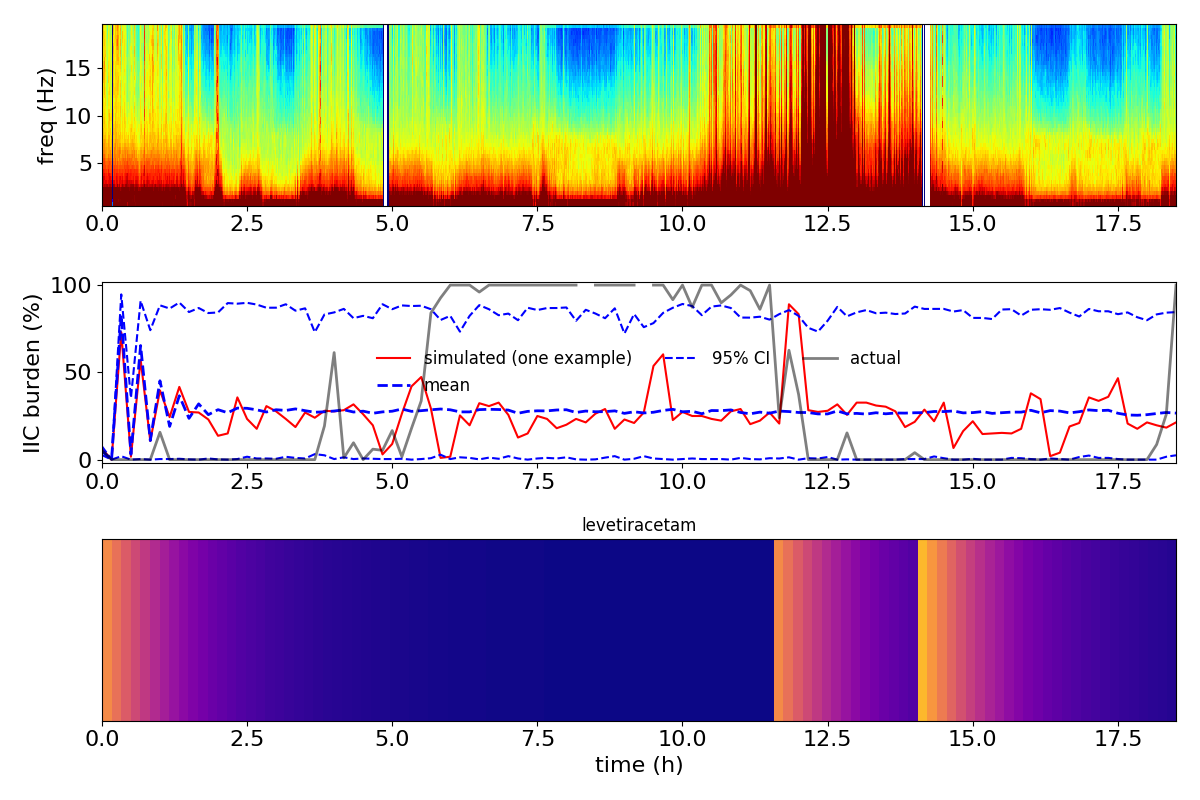 freq (Hz)
15
10
5
0.0 2.5 5.0 7.5 10.0 12.5 15.0 17.5
IIC burden (%)
100
50
0
simulated (one example) 95% CI actual
mean
0.0 2.5 5.0 7.5 10.0 12.5 15.0 17.5
levetiracetam
0.0 2.5 5.0 7.5 10.0 12.5 15.0 17.5
time (h)